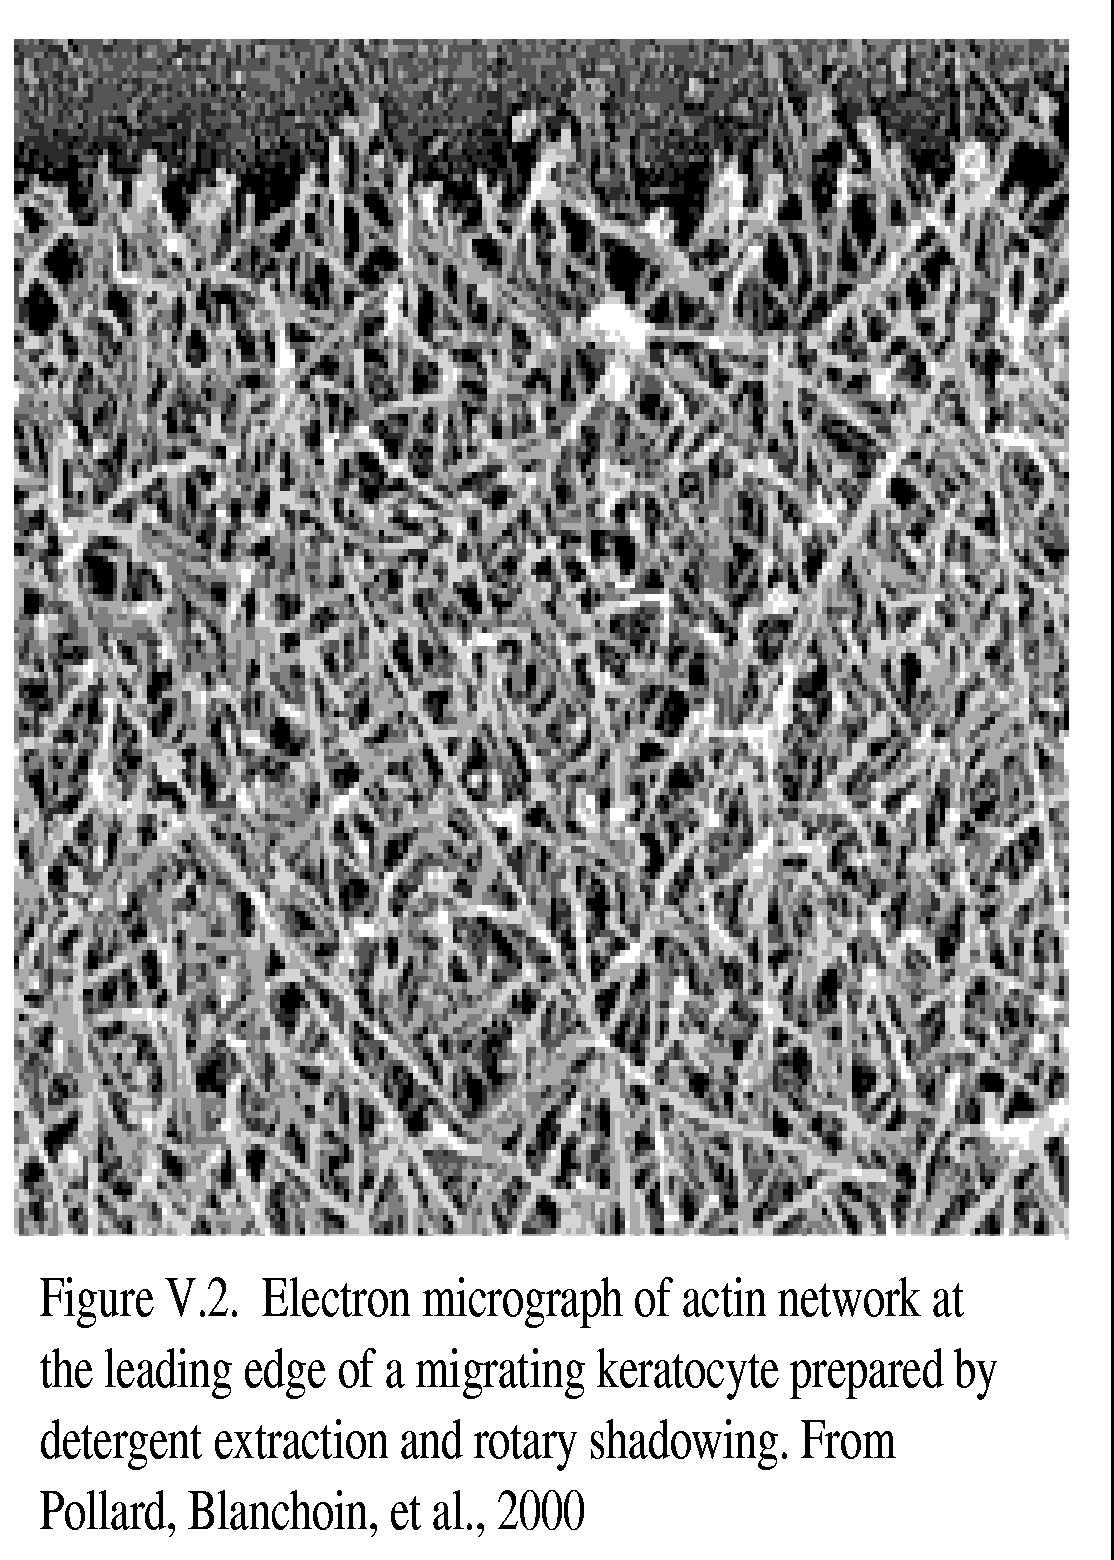 Figure V.2.  Electron micrograph of actin network at
the leading edge of a migrating keratocyte prepared by
detergent extraction and rotary shadowing. From
Pollard, Blanchoin, et al., 2000